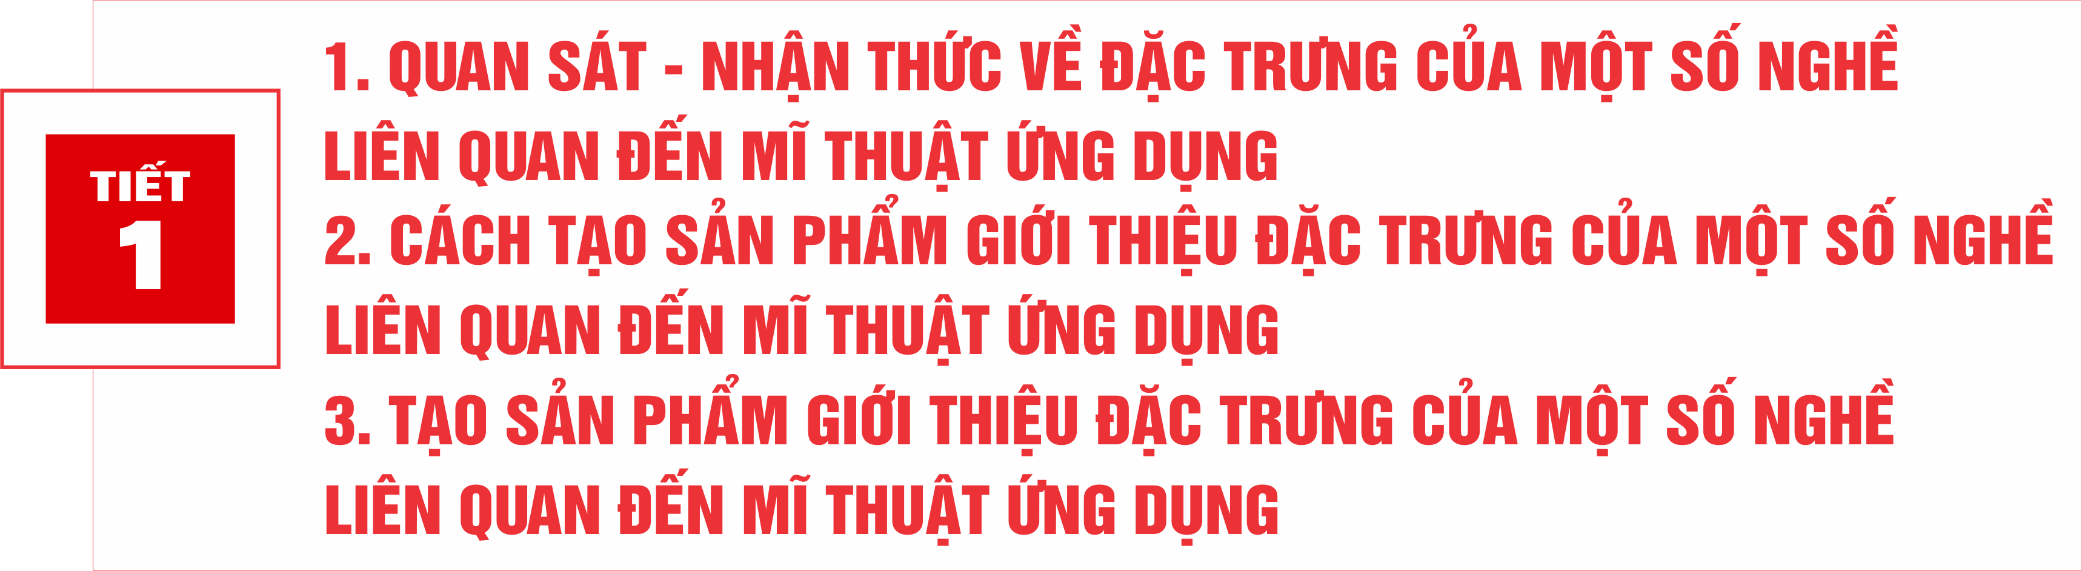 TIẾT
1
1. QUAN SÁT - NHẬN THỨC VỀ ĐẶC TRƯNG CỦA MỘT SỐ NGHỀ
LIÊN QUAN ĐẾN MĨ THUẬT ỨNG DỤNG
2. CÁCH TẠO SẢN PHẨM GIỚI THIỆU ĐẶC TRƯNG CỦA MỘT SỐ NGHỀ
LIÊN QUAN ĐẾN MĨ THUẬT ỨNG DỤNG
3. TẠO SẢN PHẨM GIỚI THIỆU ĐẶC TRƯNG CỦA MỘT SỐ NGHỀ
LIÊN QUAN ĐẾN MĨ THUẬT ỨNG DỤNG